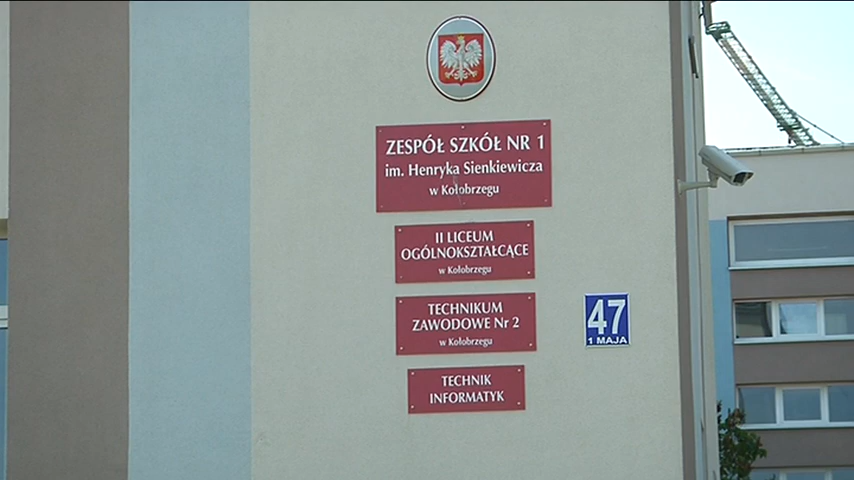 ZESPÓŁ SZKÓŁ NR 1
im. Henryka Sienkiewicza
w Kołobrzegu
II LICEUM
OGÓLNOKSZTAŁCĄCE
w Kołobrzegu
TECHNIKUM
ZAWODOWE Nr 2
w Kołobrzegu
TECHNIK
INFORMATYK
47
1 MAJA